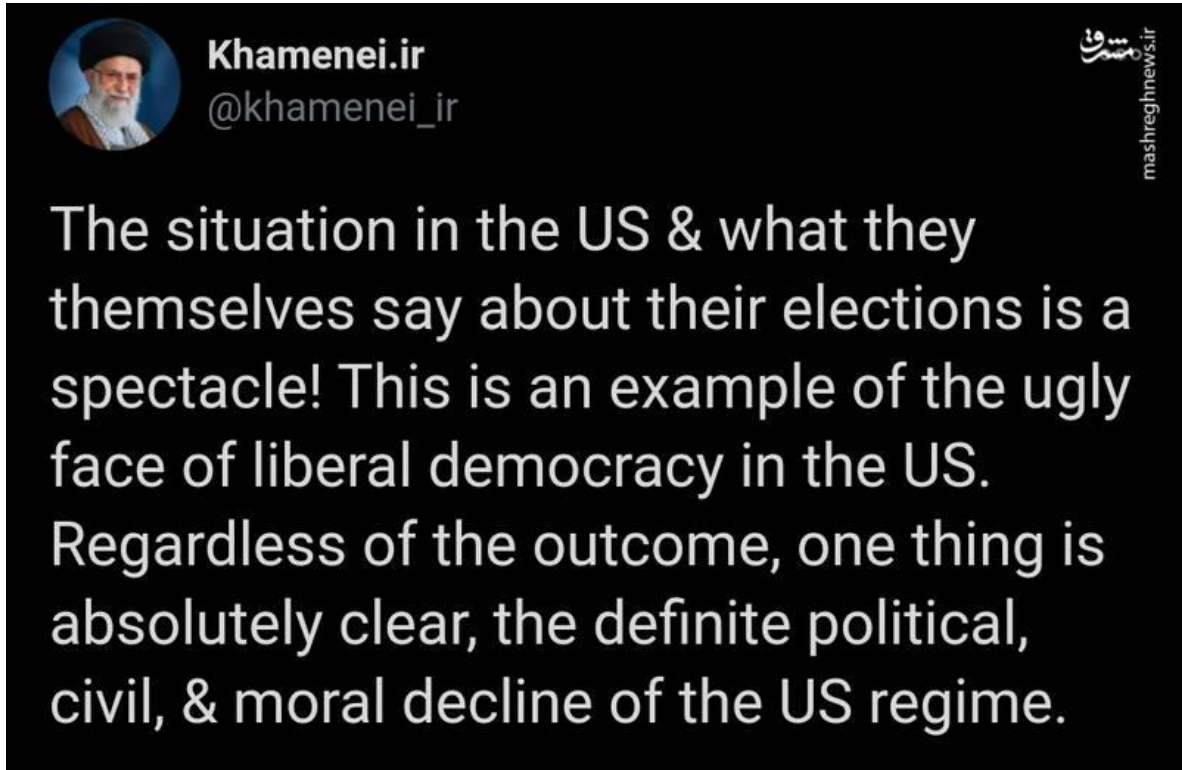 Khamenei.ir
@khamenei_ir
مشرق
mashreghnews.ir
The situation in the US & what they
themselves say about their elections is a
spectacle! This is an example of the ugly
face of liberal democracy in the US.
Regardless of the outcome, one thing is
absolutely clear, the definite political,
civil, & moral decline of the US regime.